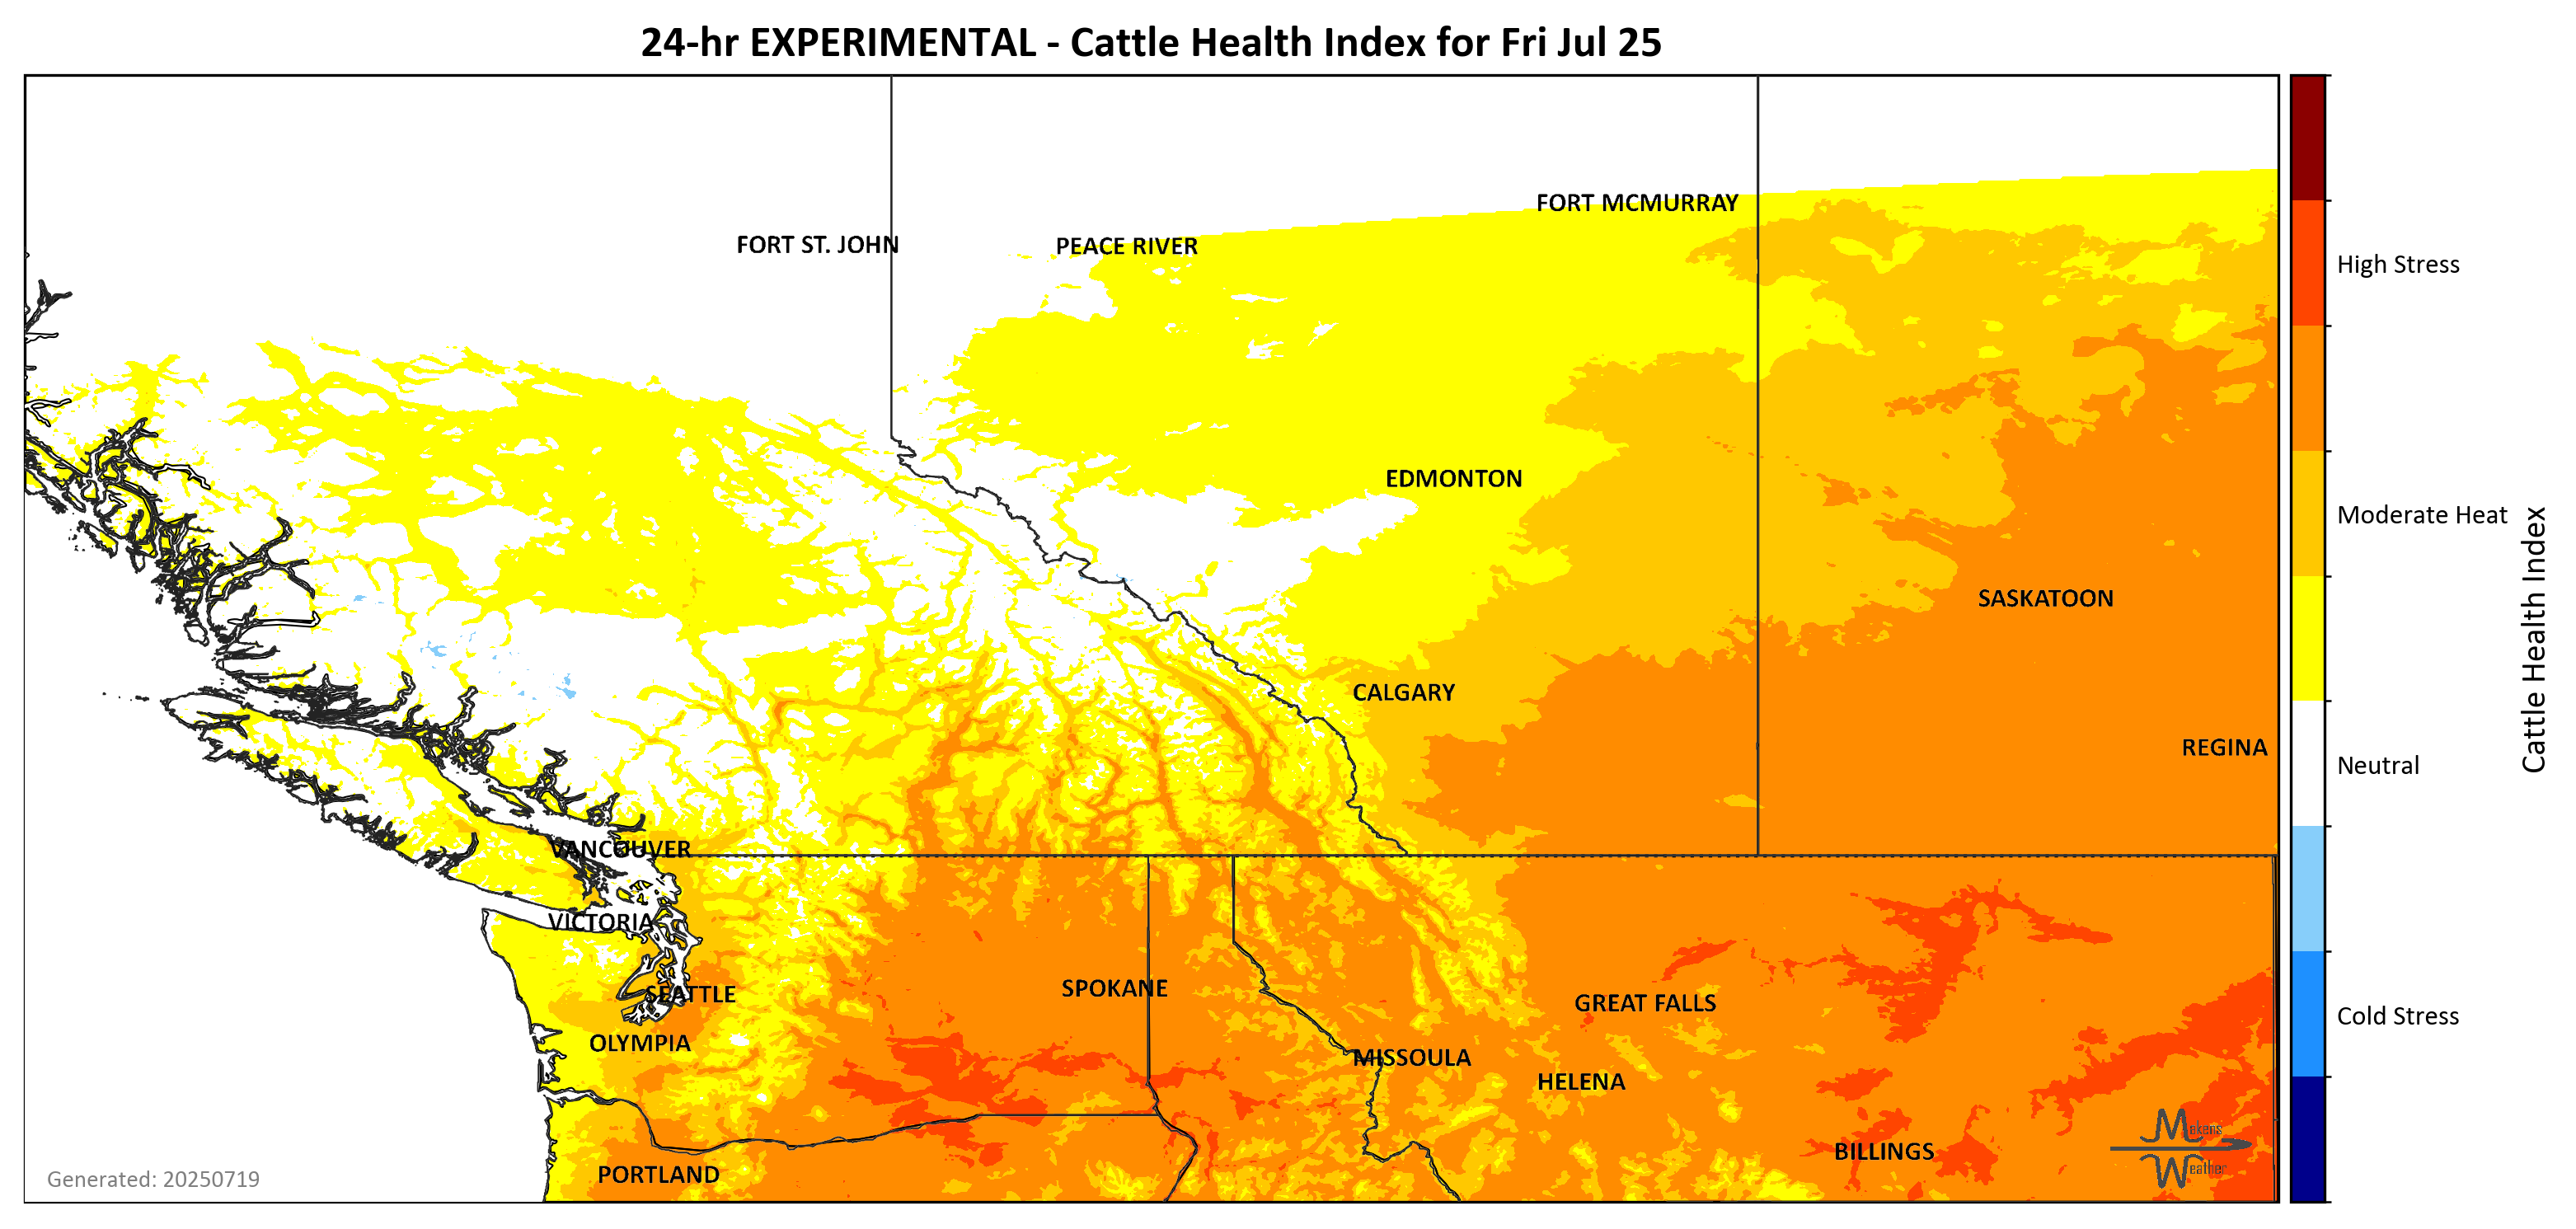 24-hr EXPERIMENTAL - Cattle Health Index for Fri Jul 25
FORT MCMURRAY
FORT ST. JOHN
PEACE RIVER
High Stress
EDMONTON
Moderate Heat
SASKATOON
CALGARY
Cattle Health Index
REGINA
Neutral
VANCOUVER
VICTORIA
SPOKANE
SEATTLE
GREAT FALLS
Cold Stress
OLYMPIA
MISSOULA
HELENA
Makens
BILLINGS
Weather
PORTLAND
Generated: 20250719